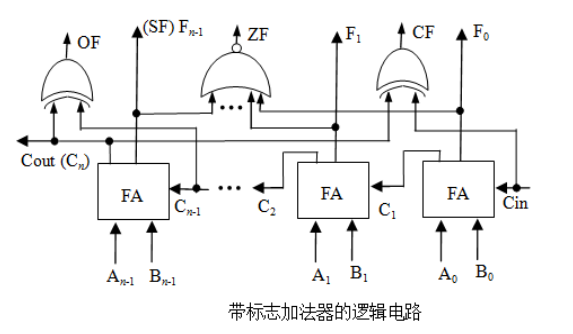 OF (SF) Fn-1 ZF F1 CF F0
Cout (Cn)
FA ... FA FA
Cn-1 C2 C1 Cin
An-1 Bn-1 A1 B1 A0 B0
带标志加法器的逻辑电路